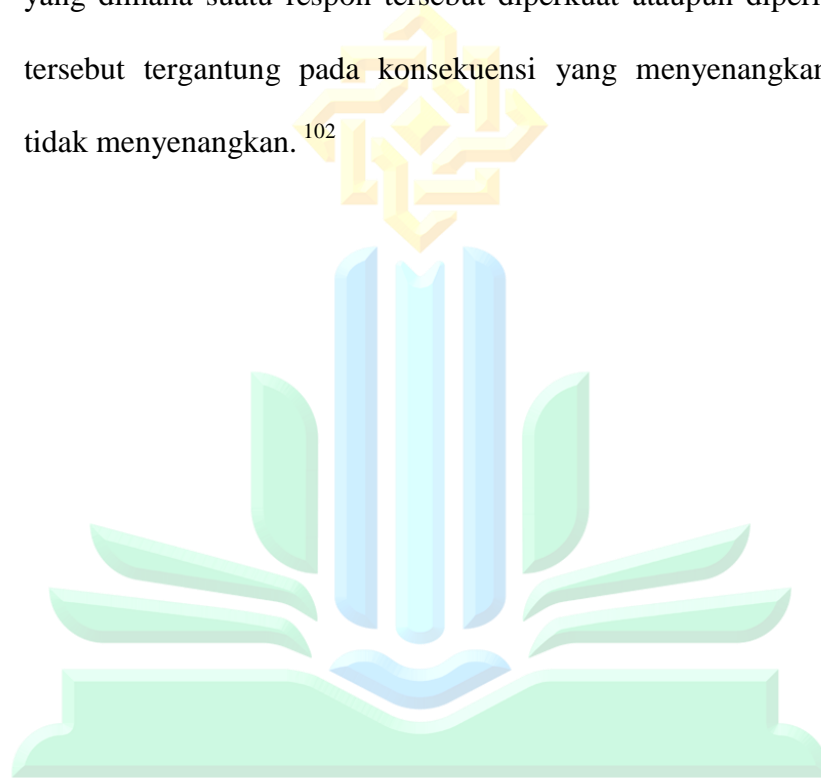 yang dimana suatu respon tersebut diperkuat ataupun
tersebut tergantung pada konsekuensi yang menyenangkan
tidak menyenangkan. 102